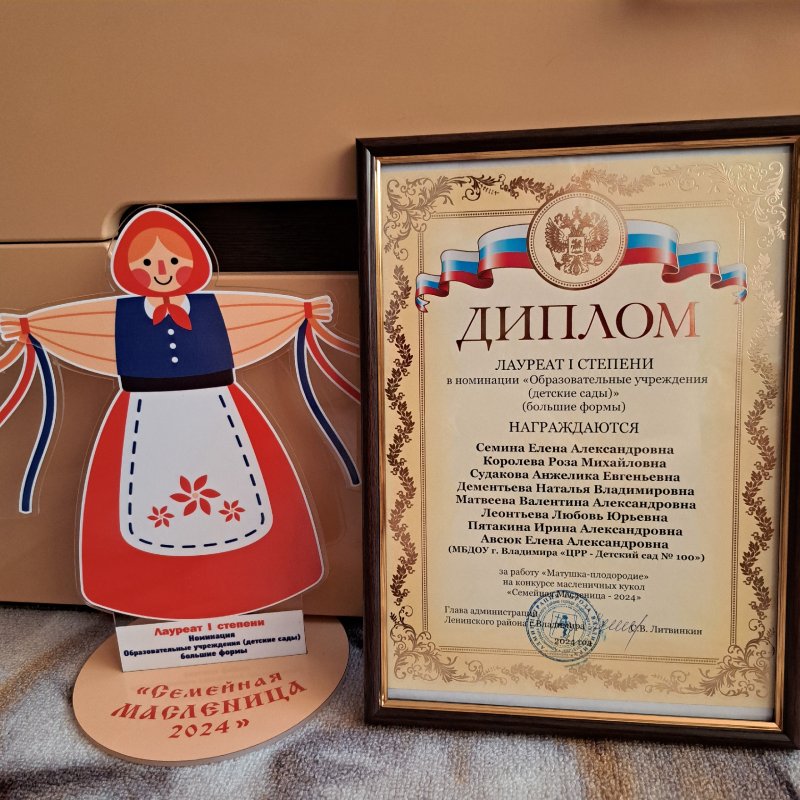 Лауреат I степени
Номинация
Образовательные учреждения (детские сады)
большие формы
«Семейная
Масленица
2024»
ДИПЛОМ
ЛАУРЕАТ I СТЕПЕНИ
в номинации «Образовательные учреждения
(детские сады)»
(большие формы)
НАГРАЖДАЮТСЯ
Семина Елена Александровна
Королева Роза Михайловна
Судакова Анжелика Евгеньевна
Дементьева Наталья Владимировна
Матвеева Валентина Александровна
Леонтьева Любовь Юрьевна
Пятакина Ирина Александровна
Авсюк Елена Александровна
(МБДОУ г. Владимира «ЦРР - Детский сад № 100»)
за работу «Матушка-плодородие»
на конкурсе масленичных кукол
«Семейная Масленица - 2024»
Глава администрации
Ленинского района г. Владимира В. Литвинкин
2024 год